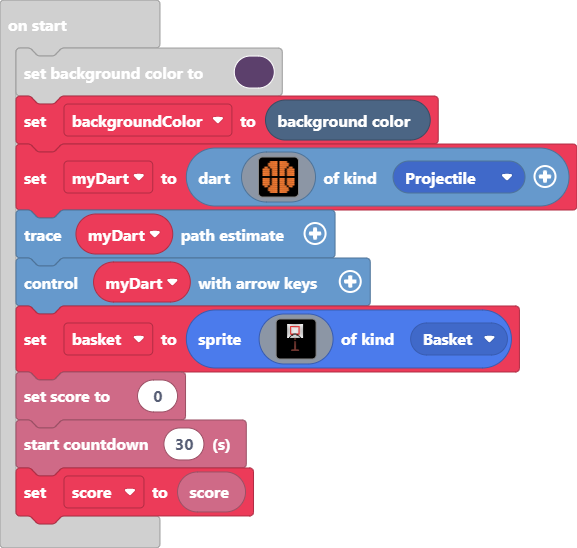 on start
set background color to
set backgroundColor to background color
set myDart to dart of kind Projectile
trace myDart path estimate
control myDart with arrow keys
set basket to sprite of kind Basket
set score to 0
start countdown 30 (s)
set score to score